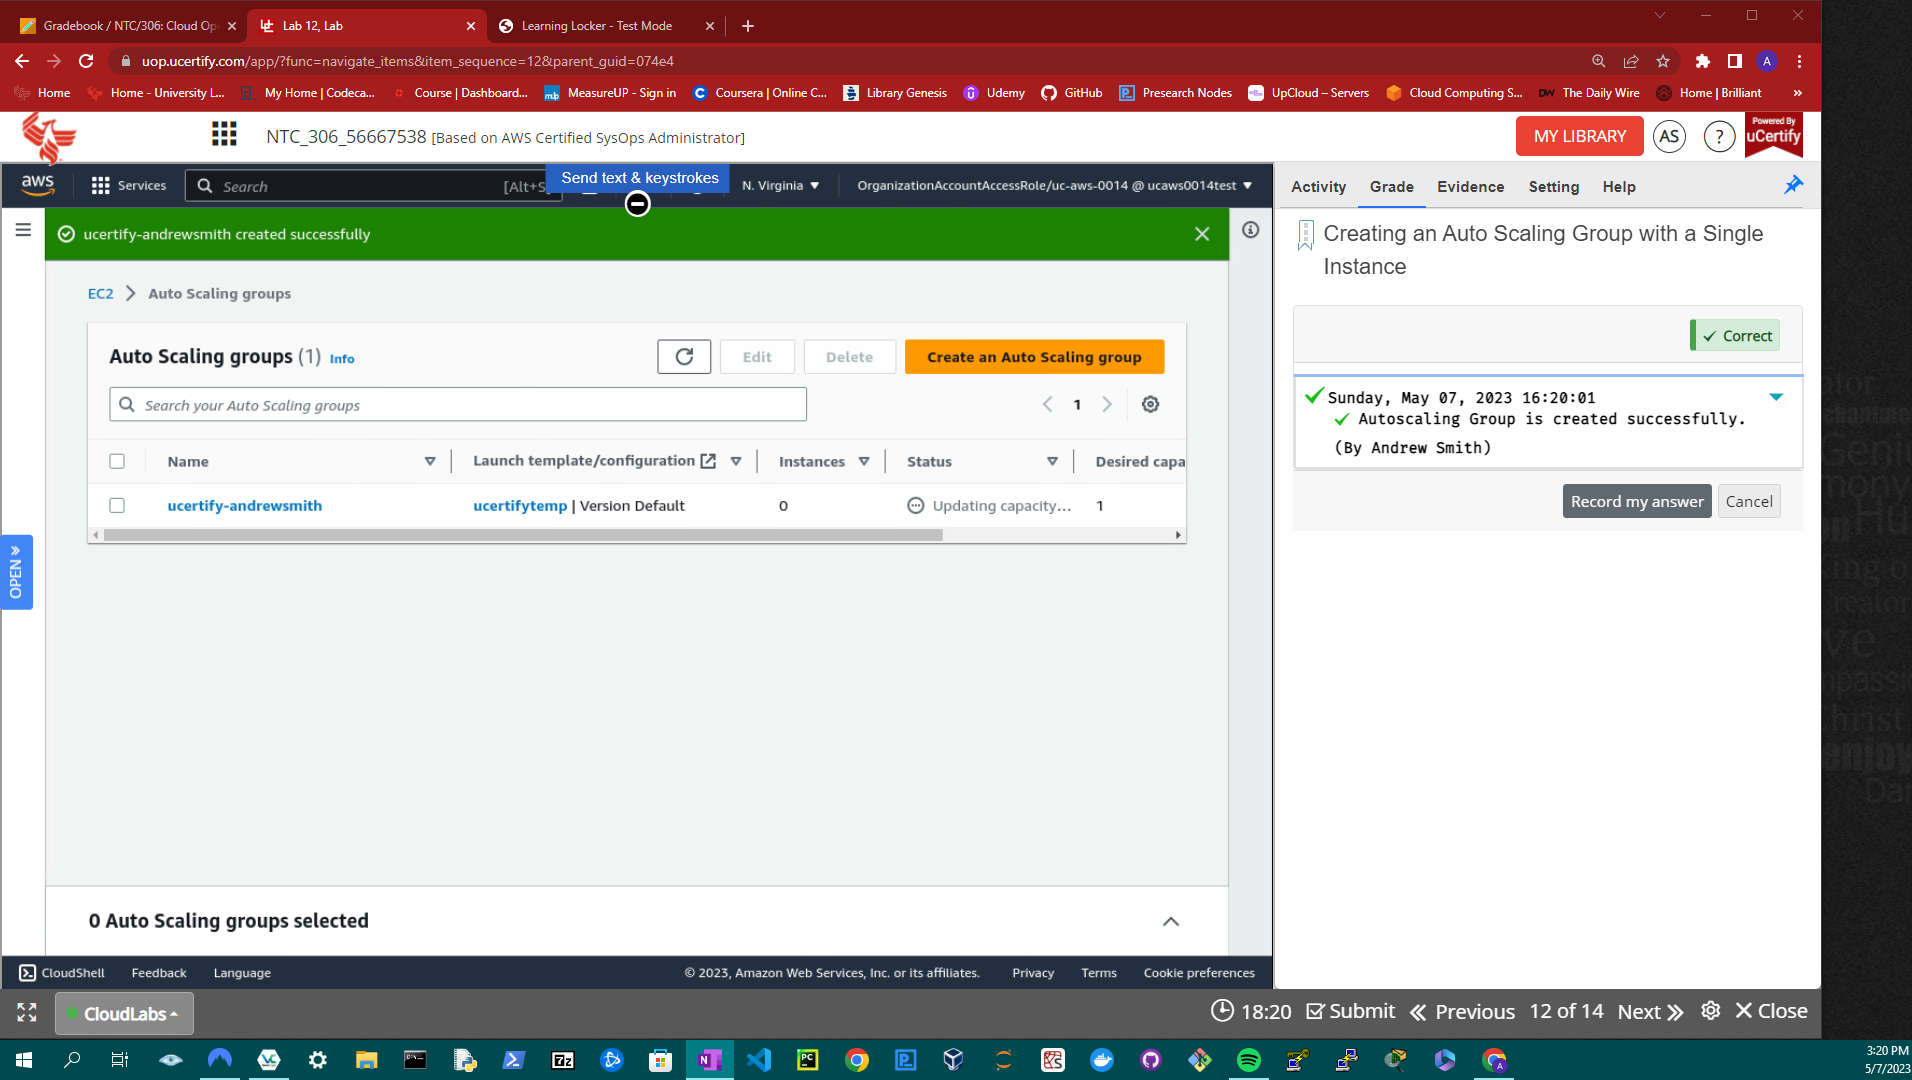 Gradebook / NTC/306: Cloud Op
Lab 12, Lab
Learning Locker - Test Mode
uop.ucertify.com/app/?func=navigate_items&item_sequence=12&parent_guid=074e4
Home
Home - University L...
My Home | Codeca...
Course | Dashboard...
MeasureUP - Sign in
Coursera | Online C...
Library Genesis
Udemy
GitHub
Presearch Nodes
UpCloud – Servers
Cloud Computing S...
The Daily Wire
Home | Brilliant
»
NTC_306_56667538 [Based on AWS Certified SysOps Administrator]
MY LIBRARY
AS
?
Powered By
uCertify
aws
Services
Search
[Alt+S
Send text & keystrokes
N. Virginia
OrganizationAccountAccessRole/uc-aws-0014 @ ucaws0014test
ucertify-andrewsmith created successfully
EC2
Auto Scaling groups
Auto Scaling groups (1) Info
Edit
Delete
Create an Auto Scaling group
Search your Auto Scaling groups
1
Name
Launch template/configuration
Instances
Status
Desired capa
ucertify-andrewsmith
ucertifytemp | Version Default
0
Updating capacity...
1
OPEN »
0 Auto Scaling groups selected
CloudShell
Feedback
Language
© 2023, Amazon Web Services, Inc. or its affiliates.
Privacy
Terms
Cookie preferences
Activity
Grade
Evidence
Setting
Help
Creating an Auto Scaling Group with a Single
Instance
Correct
Sunday, May 07, 2023 16:20:01
Autoscaling Group is created successfully.
(By Andrew Smith)
Record my answer
Cancel
CloudLabs
18:20
Submit
Previous
12 of 14
Next
Close
3:20 PM
5/7/2023